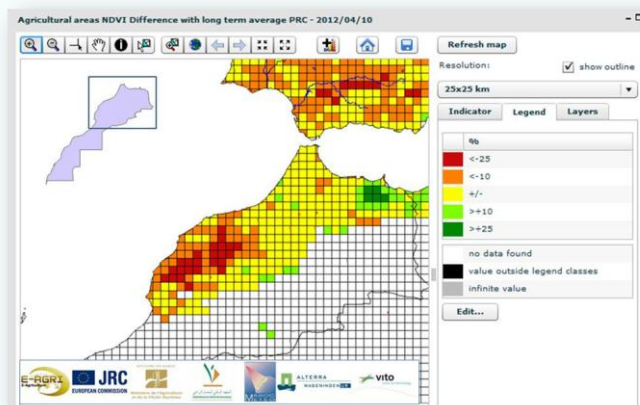 Agricultural areas NDVI Difference with long term average PRC - 2012/04/10
Refresh map
Resolution:
show outline
25x25 km
Indicator
Legend
Layers
%
<-25
<-10
+/-
>+10
>+25
no data found
value outside legend classes
infinite value
Edit...
E-AGRI
JRC
EUROPEAN COMMISSION
ALTERRA
WAGENINGEN UR
vito